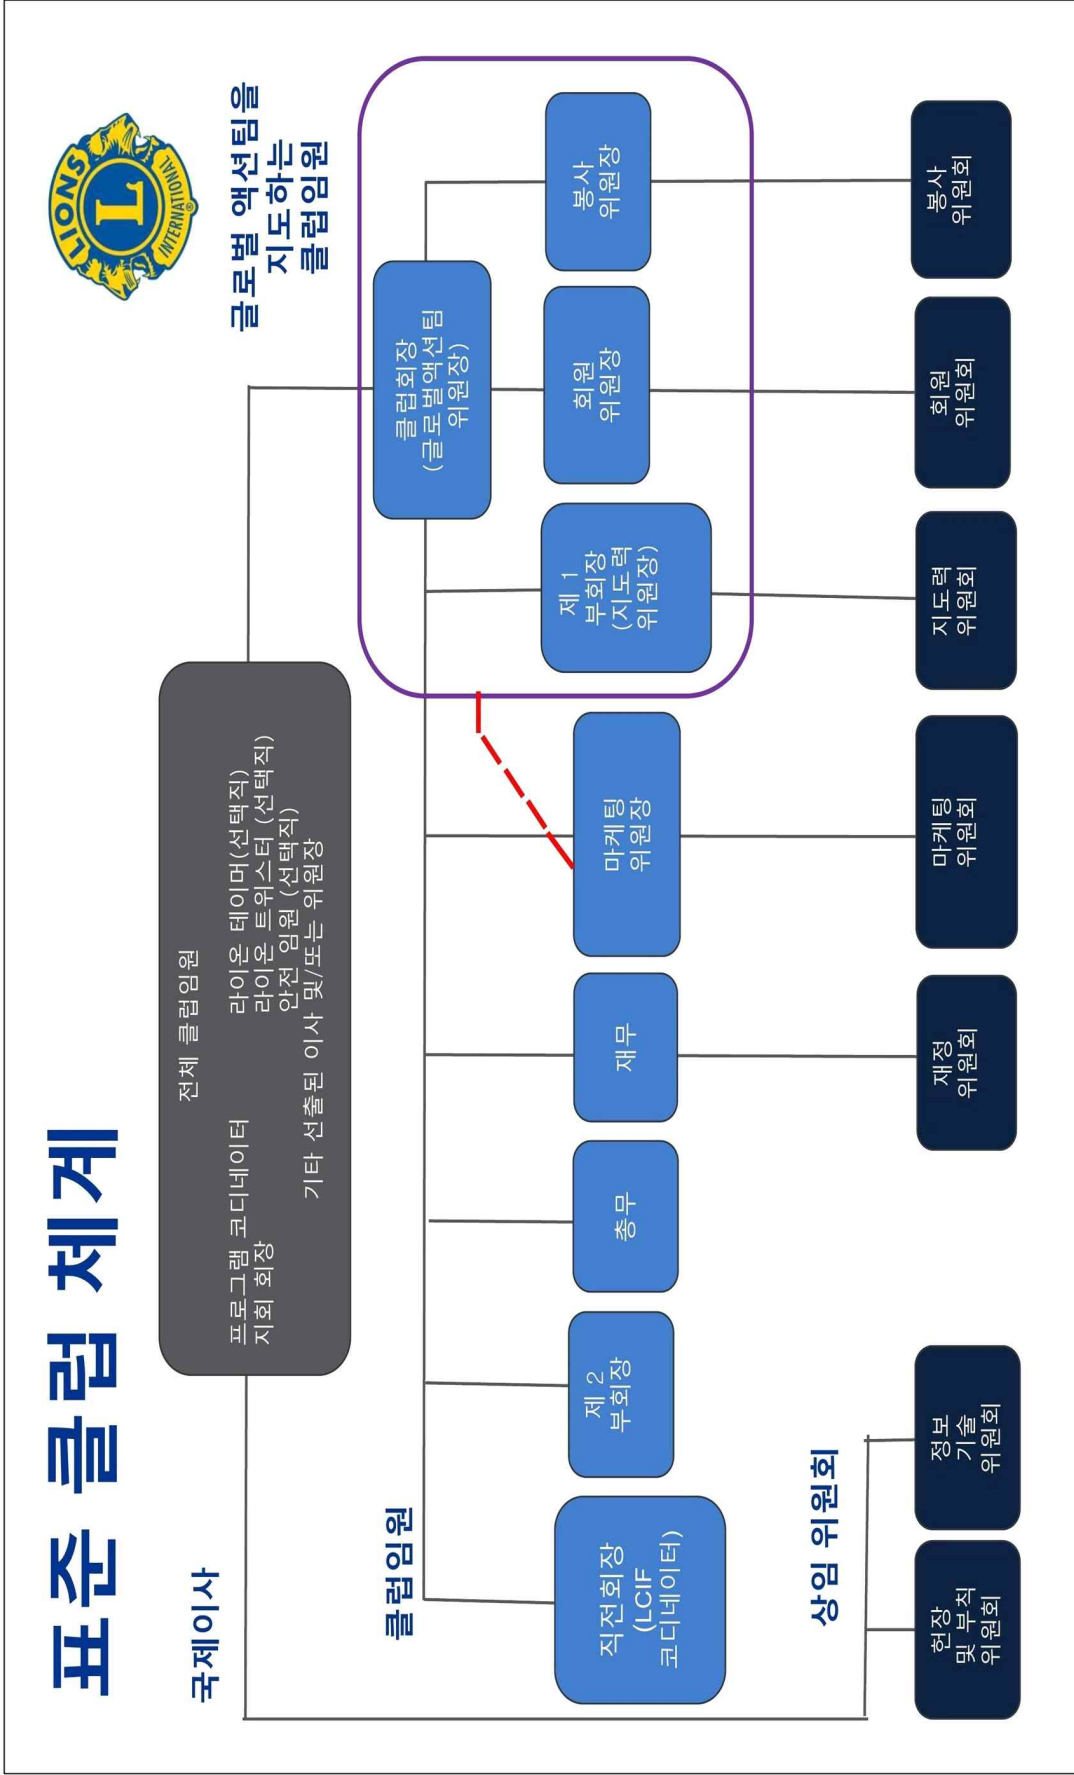 표준 클럽 체계
LIONS
L
INTERNATIONAL
®
국제이사
전체 클럽임원
프로그램 코디네이터
지회 회장
라이온 테이머(선택직)
라이온 트위스터 (선택직)
안전 임원 (선택직)
기타 선출된 이사 및/또는 위원장
글로벌 액션팀을
지도하는
클럽임원
클럽임원
클럽회장
(글로벌액션팀
위원장)
직전회장
(LCIF
코디네이터)
제 2
부회장
총무
재무
마케팅
위원장
제 1
부회장
(지도력
위원장)
회원
위원장
봉사
위원장
상임 위원회
헌장
및 부칙
위원회
정보
기술
위원회
재정
위원회
마케팅
위원회
지도력
위원회
회원
위원회
봉사
위원회